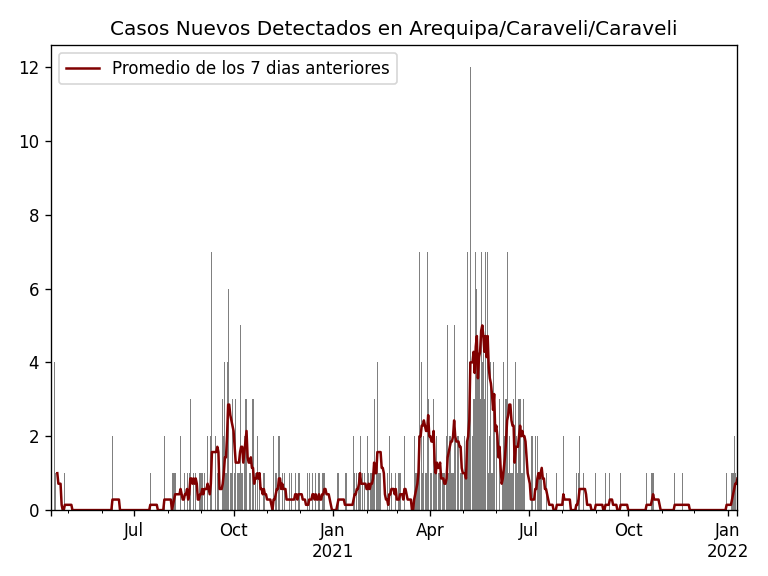 Casos Nuevos Detectados en Arequipa/Caraveli/Caraveli
Promedio de los 7 dias anteriores
12
10
8
6
4
2
0
Jul Oct Jan Apr Jul Oct Jan
2021 2022